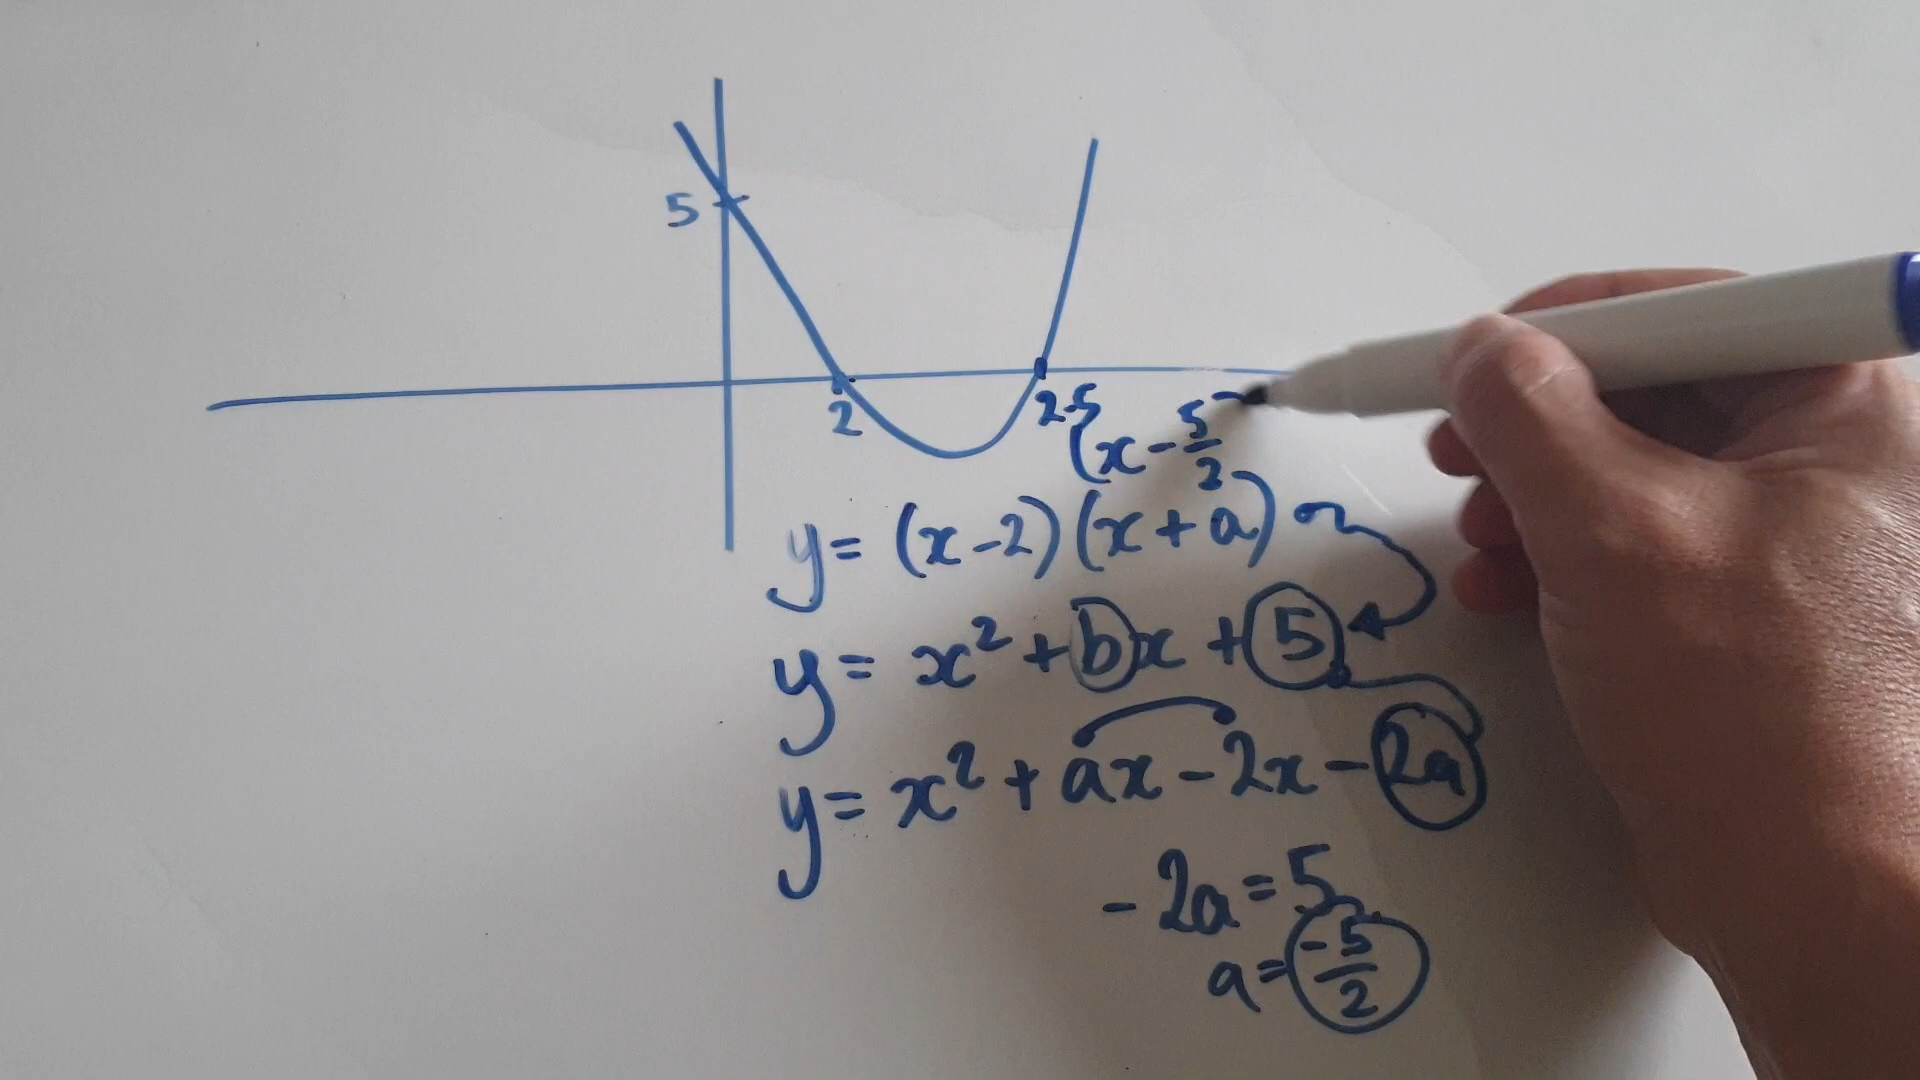 5
2
2.5
(x - 5/2
y = (x - 2)(x + a)
y = x² + bx + 5
y = x² + ax - 2x - 2a
- 2a = 5
a = -5/2